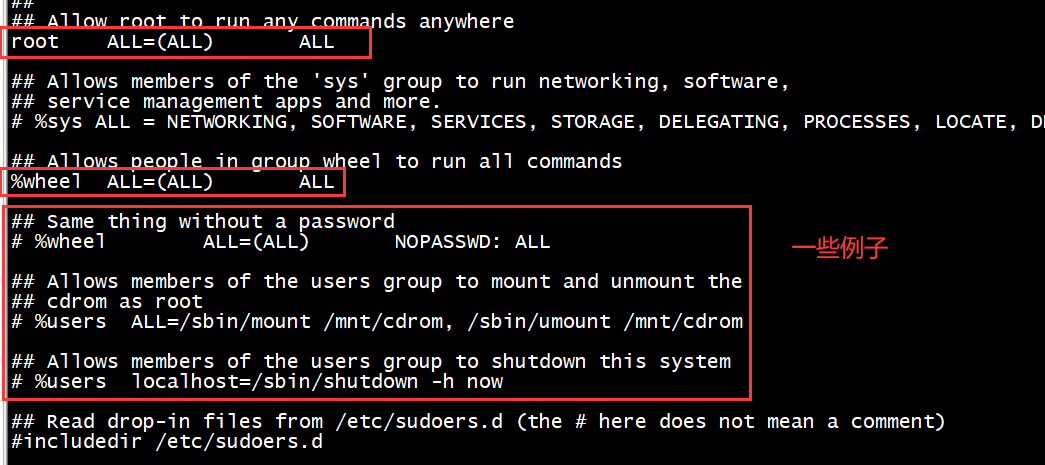 ##
## Allow root to run any commands anywhere
root    ALL=(ALL)       ALL
## Allows members of the 'sys' group to run networking, software,
## service management apps and more.
# %sys ALL = NETWORKING, SOFTWARE, SERVICES, STORAGE, DELEGATING, PROCESSES, LOCATE,
## Allows people in group wheel to run all commands
%wheel  ALL=(ALL)       ALL
## Same thing without a password
# %wheel        ALL=(ALL)       NOPASSWD: ALL
一些例子
## Allows members of the users group to mount and unmount the
## cdrom as root
# %users  ALL=/sbin/mount /mnt/cdrom, /sbin/umount /mnt/cdrom
## Allows members of the users group to shutdown this system
# %users  localhost=/sbin/shutdown -h now
## Read drop-in files from /etc/sudoers.d (the # here does not mean a comment)
#includedir /etc/sudoers.d